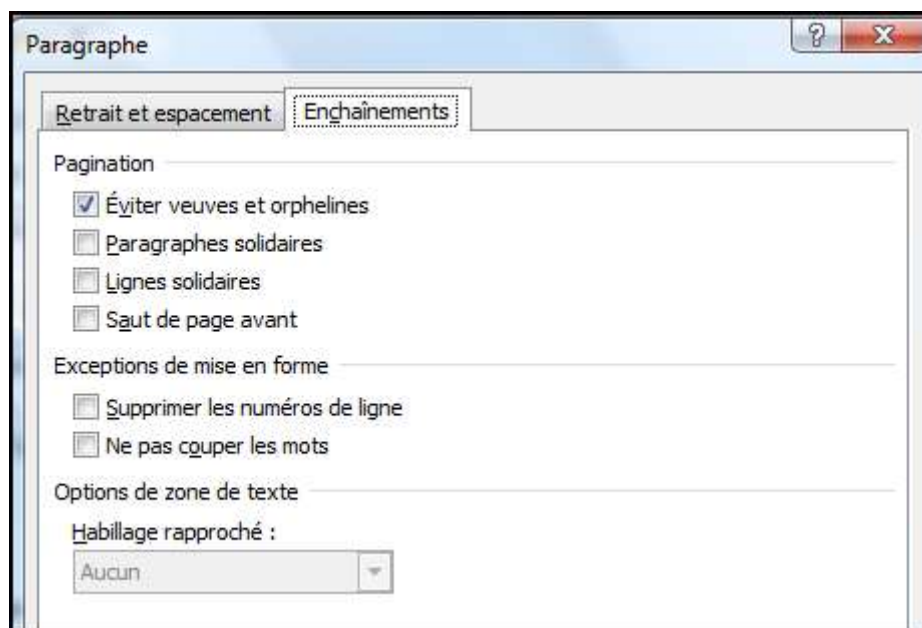 Paragraphe
Retrait et espacement
Enchaînements
Pagination
Éviter veuves et orphelines
Paragraphes solidaires
Lignes solidaires
Saut de page avant
Exceptions de mise en forme
Supprimer les numéros de ligne
Ne pas couper les mots
Options de zone de texte
Habillage rapproché :
Aucun